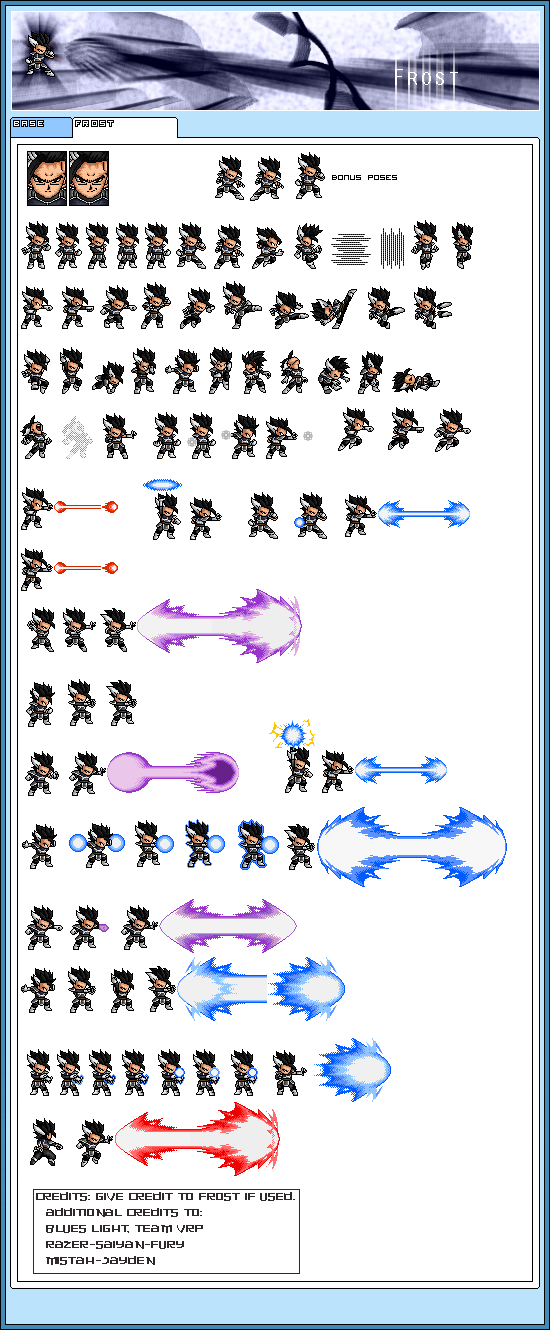 FROST
BASE
FROST
BONUS POSES
CREDITS: GIVE CREDIT TO FROST IF USED.
ADDITIONAL CREDITS TO:
BLUES LIGHT, TEAM VRP
RAZER-SAIYAN-FURY
MISTAH-JAYDEN